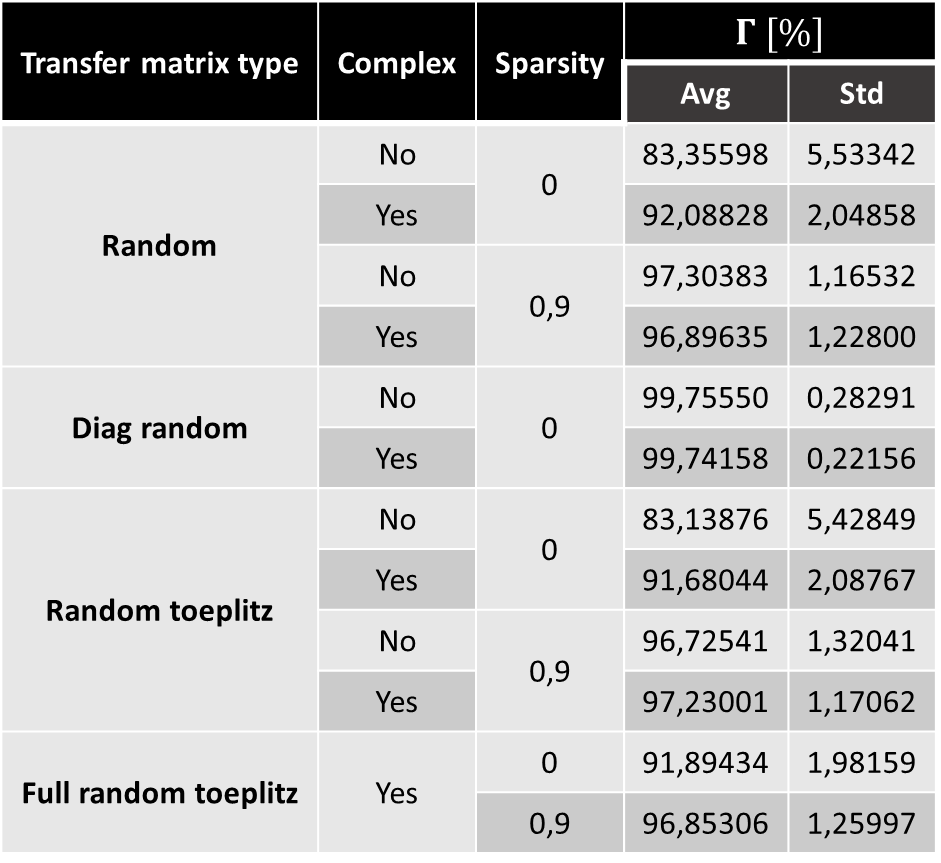 Transfer matrix type Complex Sparsity Γ [%]
Avg Std
Random No 0 83,35598 5,53342
Yes 92,08828 2,04858
No 0,9 97,30383 1,16532
Yes 96,89635 1,22800
Diag random No 0 99,75550 0,28291
Yes 99,74158 0,22156
Random toeplitz No 0 83,13876 5,42849
Yes 91,68044 2,08767
No 0,9 96,72541 1,32041
Yes 97,23001 1,17062
Full random toeplitz Yes 0 91,89434 1,98159
0,9 96,85306 1,25997